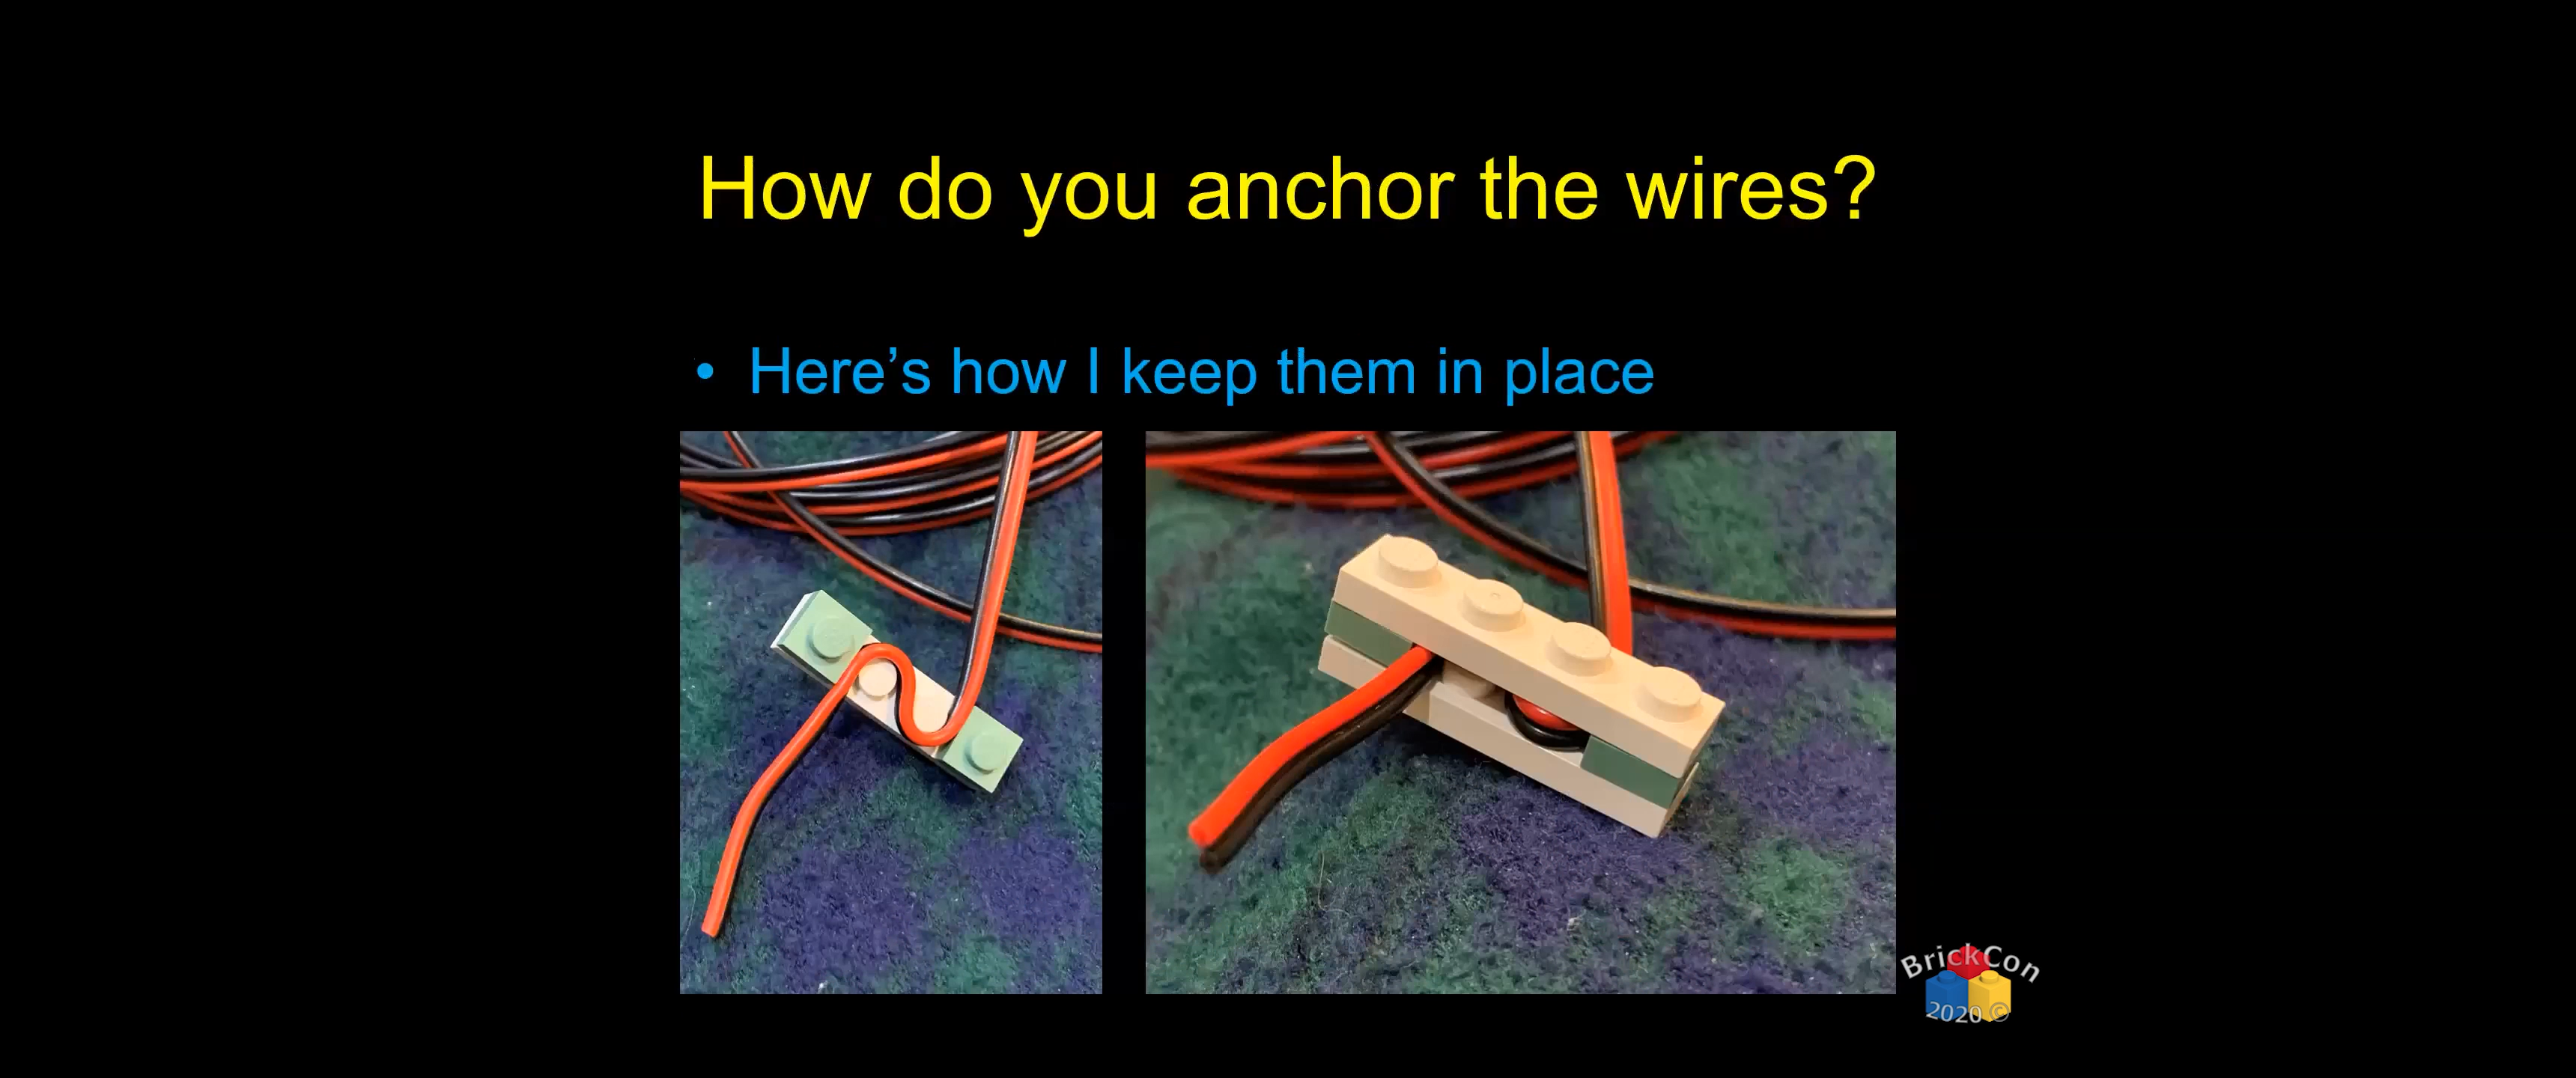 How do you anchor the wires?
• Here’s how I keep them in place
BrickCon
2020 ©